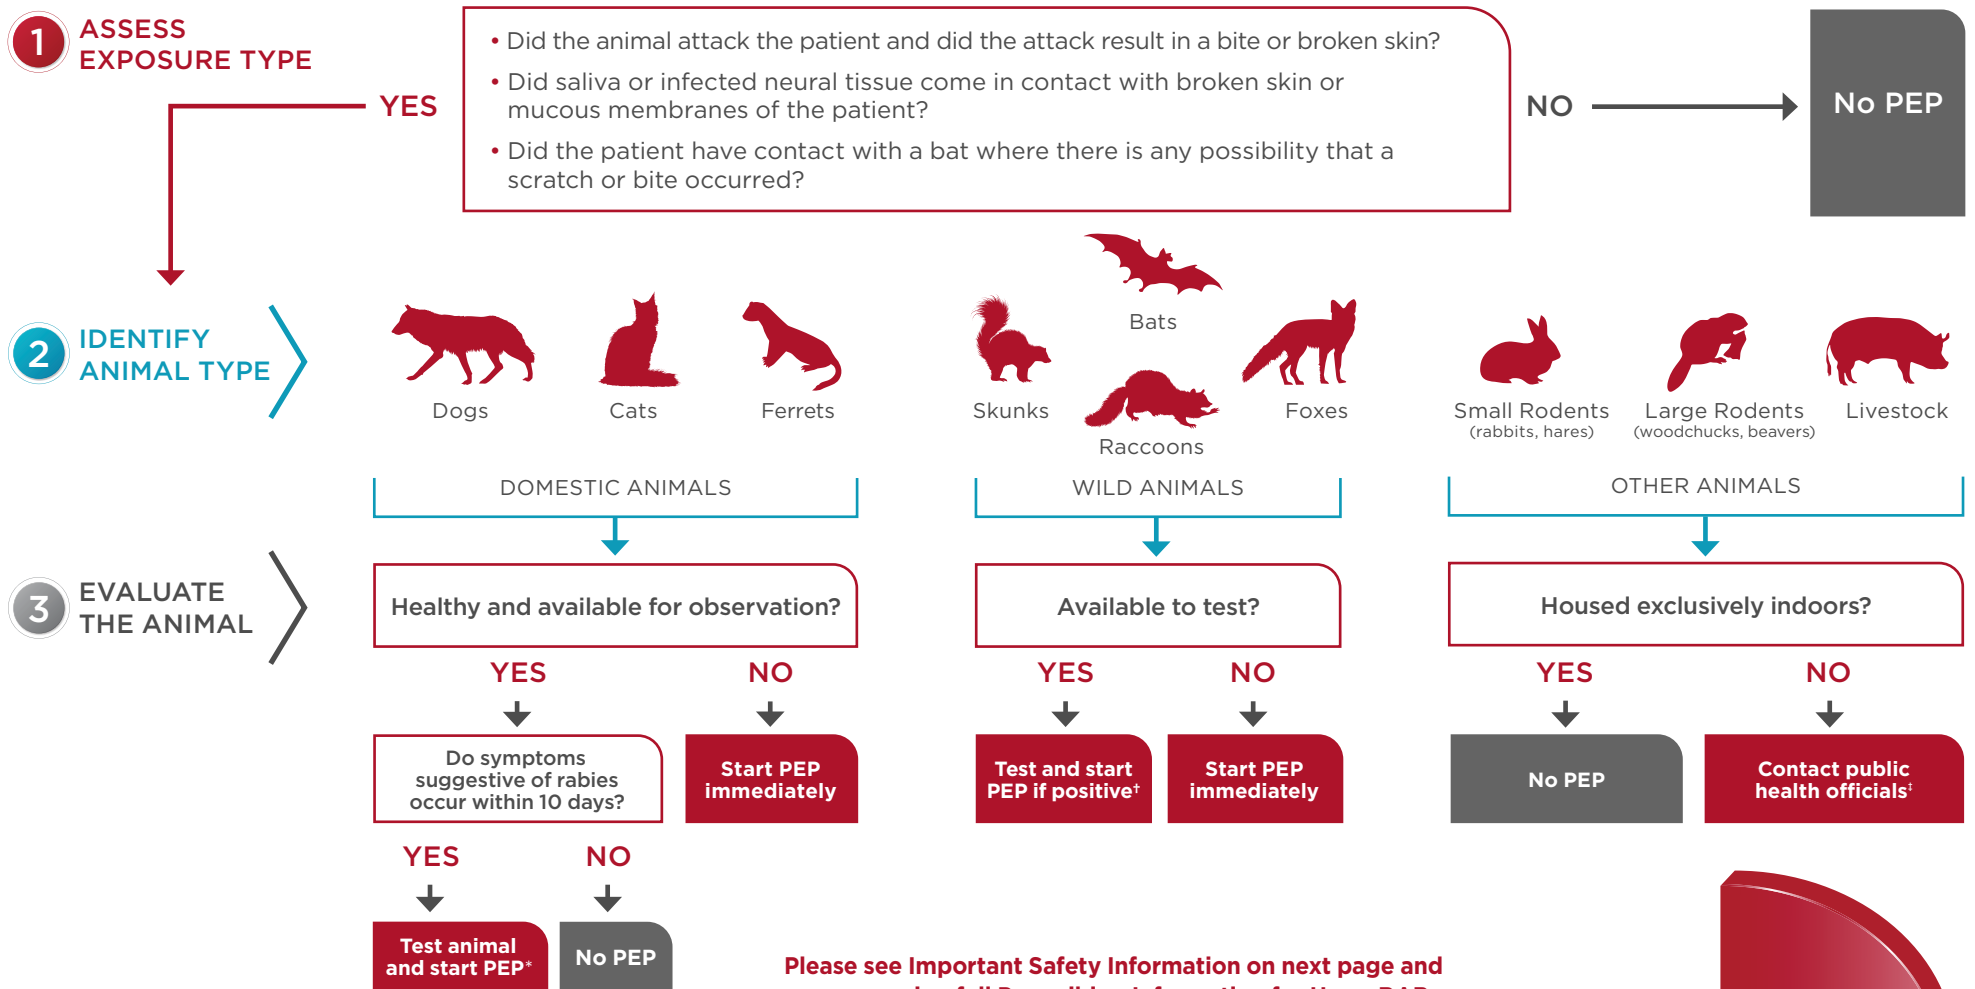 1 ASSESS
EXPOSURE TYPE
• Did the animal attack the patient and did the attack result in a bite or broken skin?
• Did saliva or infected neural tissue come in contact with broken skin or
mucous membranes of the patient?
• Did the patient have contact with a bat where there is any possibility that a
scratch or bite occurred?
YES
NO
No PEP
2 IDENTIFY
ANIMAL TYPE
Dogs
Cats
Ferrets
Skunks
Bats
Raccoons
Foxes
Small Rodents
(rabbits, hares)
Large Rodents
(woodchucks, beavers)
Livestock
DOMESTIC ANIMALS
WILD ANIMALS
OTHER ANIMALS
3 EVALUATE
THE ANIMAL
Healthy and available for observation?
YES
NO
Do symptoms
suggestive of rabies
occur within 10 days?
Start PEP
immediately
YES
NO
Test animal
and start PEP*
No PEP
Available to test?
YES
NO
Test and start
PEP if positive†
Start PEP
immediately
Housed exclusively indoors?
YES
NO
No PEP
Contact public
health officials‡
Please see Important Safety Information on next page and